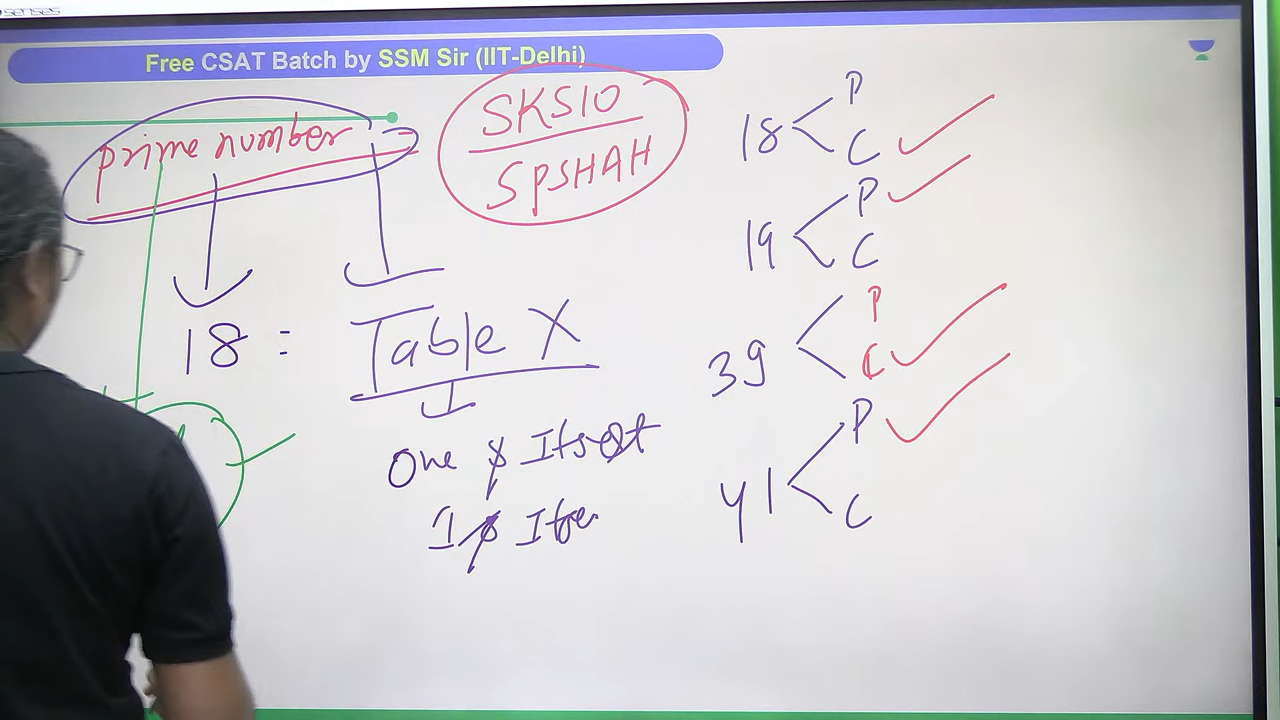 senses
Free CSAT Batch by SSM Sir (IIT-Delhi)
prime number
SKS10
SPSHAH
18 : Table X
One & Itself
1 &
18 P
C
19 P
C
39 P
C
41 P
C